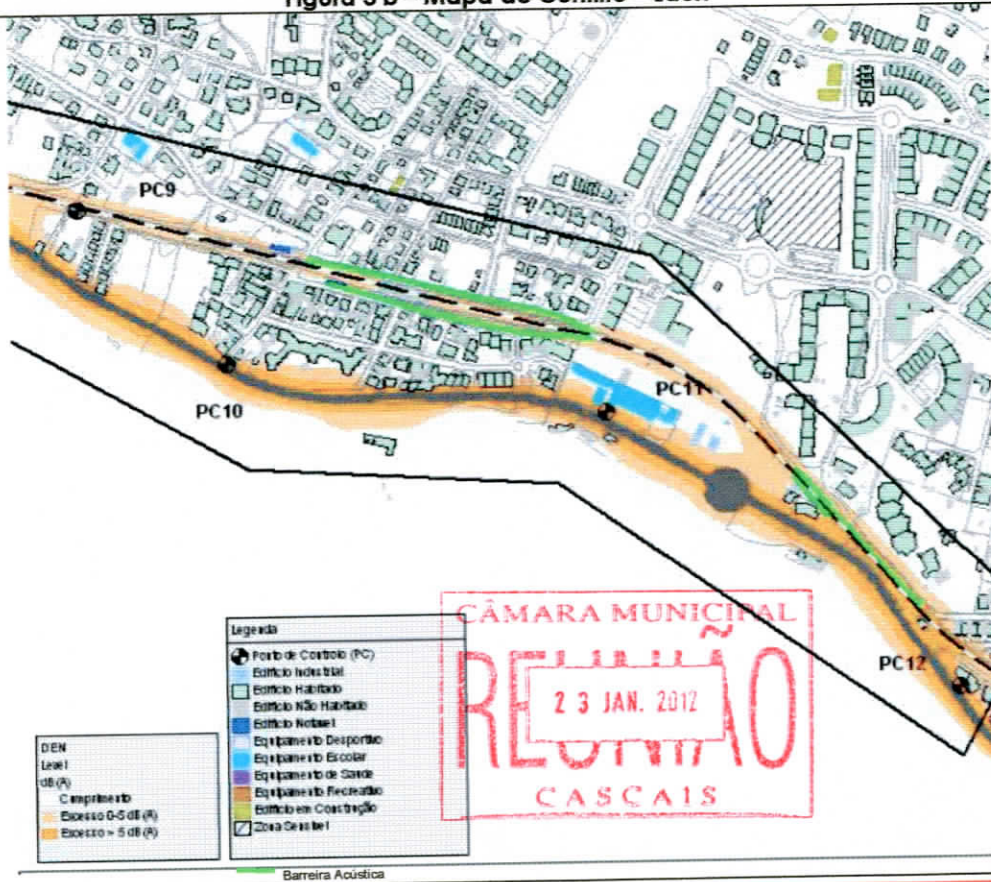 PC9
PC10
PC11
PC12
Legenda
Ponto de Controlo (PC)
Edifício Industrial
Edifício Habitado
Edifício Não Habitado
Edifício Notável
Equipamento Desportivo
Equipamento Escolar
Equipamento de Saúde
Equipamento Recreativo
Edifício em Construção
Zona Sensível
DEN
Level
dB (A)
Cumprimento
Excesso 0-5 dB (A)
Excesso > 5 dB (A)
CÂMARA MUNICIPAL
REUNIÃO
23 JAN. 2012
CASCAIS
Barreira Acústica